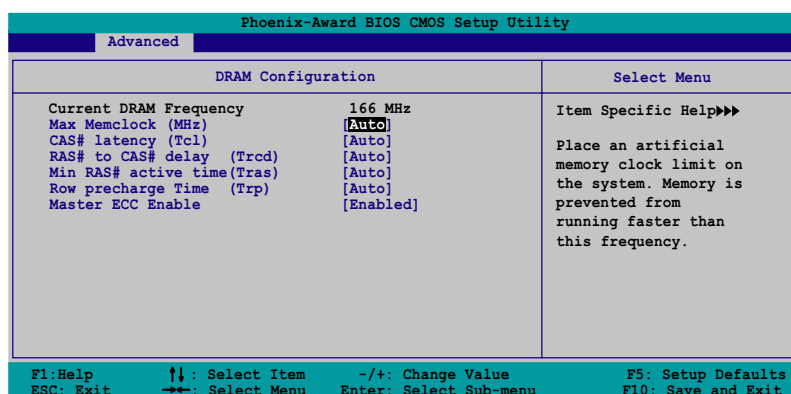 Phoenix-Award BIOS CMOS Setup Utility
Advanced
DRAM Configuration
Select Menu
Current DRAM Frequency 166 MHz
Max Memclock (MHz) [Auto]
CAS# latency (Tcl) [Auto]
RAS# to CAS# delay (Trcd) [Auto]
Min RAS# active time(Tras) [Auto]
Row precharge Time (Trp) [Auto]
Master ECC Enable [Enabled]
Item Specific Help
Place an artificial
memory clock limit on
the system. Memory is
prevented from
running faster than
this frequency.
F1:Help ↑↓ : Select Item -/+: Change Value F5: Setup Defaults
ESC: Exit →←: Select Menu Enter: Select Sub-menu F10: Save and Exit